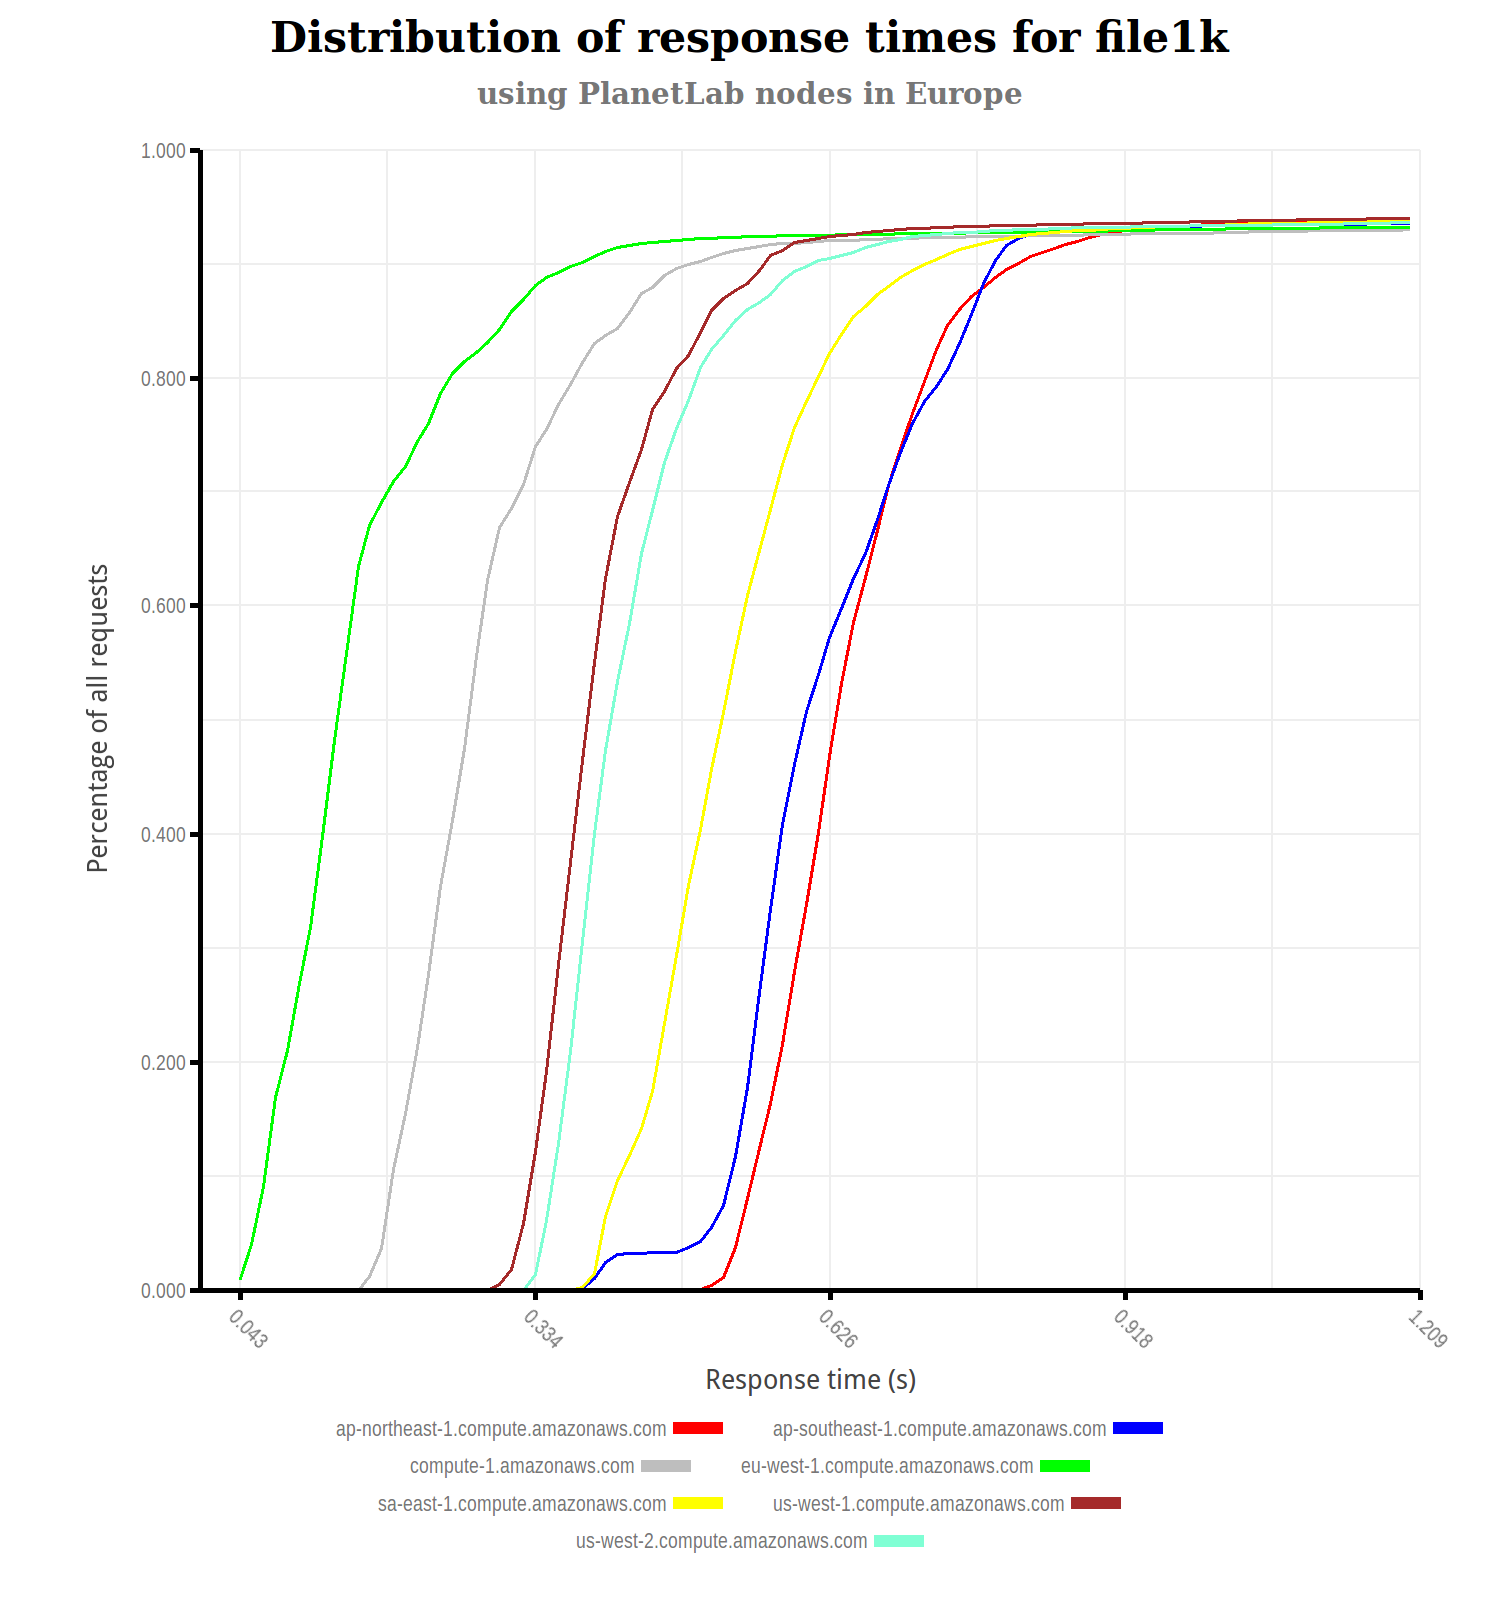 Distribution of response times for file1k
using PlanetLab nodes in Europe
1.000
0.800
0.600
0.400
0.200
0.000
Percentage of all requests
0.043 0.334 0.626 0.918 1.209
Response time (s)
ap-northeast-1.compute.amazonaws.com ap-southeast-1.compute.amazonaws.com
compute-1.amazonaws.com eu-west-1.compute.amazonaws.com
sa-east-1.compute.amazonaws.com us-west-1.compute.amazonaws.com
us-west-2.compute.amazonaws.com